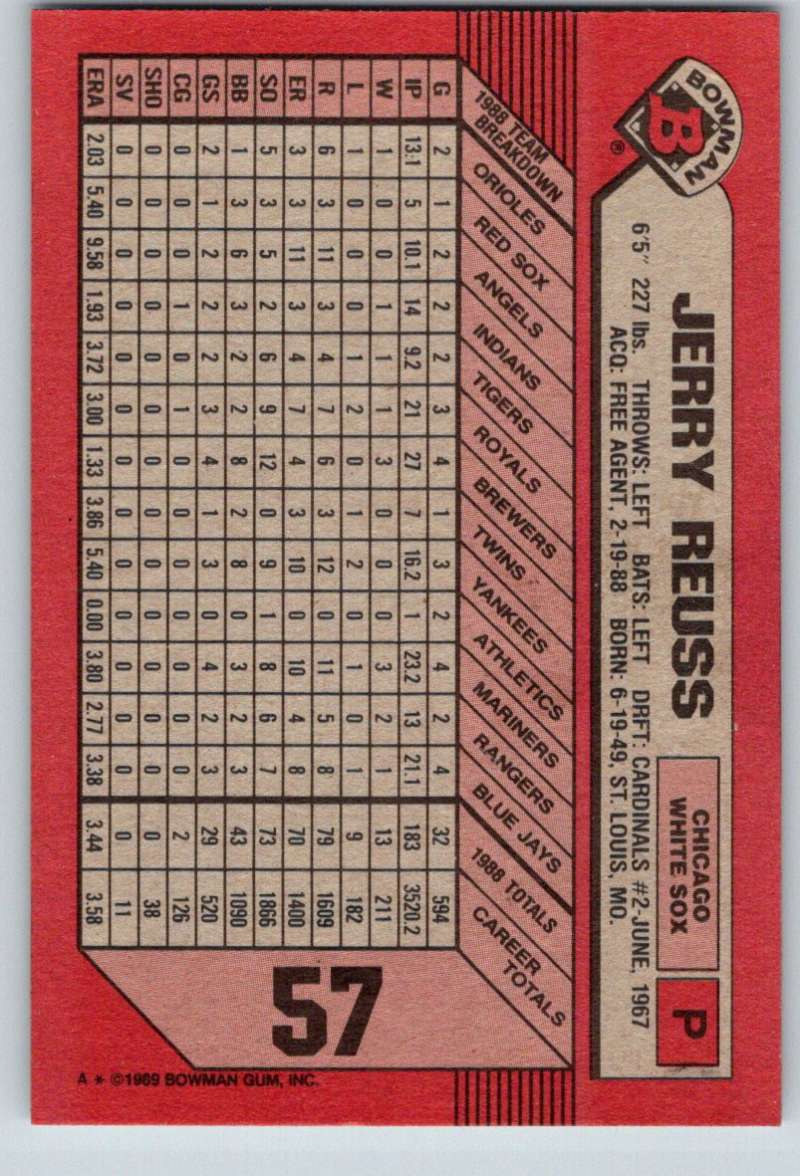 BOWMAN
B
®
JERRY REUSS
CHICAGO
WHITE SOX
P
6'5" 227 lbs. THROWS: LEFT BATS: LEFT DRFT: CARDINALS #2-JUNE, 1967
ACQ: FREE AGENT, 2-19-88 BORN: 6-19-49, ST. LOUIS, MO.
1988 TEAM BREAKDOWN ORIOLES RED SOX ANGELS INDIANS TIGERS ROYALS BREWERS TWINS YANKEES ATHLETICS MARINERS RANGERS BLUE JAYS 1988 TOTALS CAREER TOTALS
G 2 1 2 2 2 3 4 1 3 2 4 2 4 32 594
IP 13.1 5 10.1 14 9.2 21 27 7 16.2 1 23.2 13 21.1 183 3520.2
W 1 0 0 1 1 1 3 0 0 0 3 2 1 13 211
L 1 0 0 0 1 2 0 1 2 0 1 0 1 9 182
R 6 3 11 3 4 7 6 3 12 0 11 5 8 79 1609
ER 3 3 11 3 4 7 4 3 10 0 10 4 8 70 1400
SO 5 3 5 2 6 9 12 0 9 1 8 6 7 73 1866
BB 1 3 6 3 2 2 8 2 8 0 3 2 3 43 1090
GS 2 1 2 2 2 3 4 1 3 0 4 2 3 29 520
CG 0 0 0 1 0 1 0 0 0 0 0 0 0 2 126
SHO 0 0 0 0 0 0 0 0 0 0 0 0 0 0 38
SV 0 0 0 0 0 0 0 0 0 0 0 0 0 0 11
ERA 2.03 5.40 9.58 1.93 3.72 3.00 1.33 3.86 5.40 0.00 3.80 2.77 3.38 3.44 3.58
57
A * ©1989 BOWMAN GUM, INC.